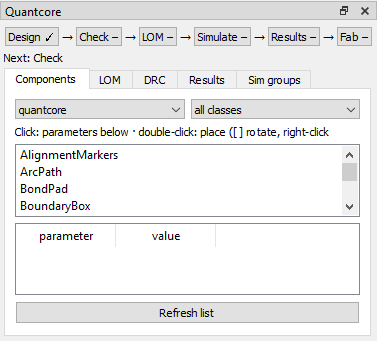 Quantcore
Design ✓ → Check – → LOM – → Simulate – → Results – → Fab –
Next: Check
Components LOM DRC Results Sim groups
quantcore all classes
Click: parameters below · double-click: place ([ ] rotate, right-click
AlignmentMarkers
ArcPath
BondPad
BoundaryBox
parameter value
Refresh list